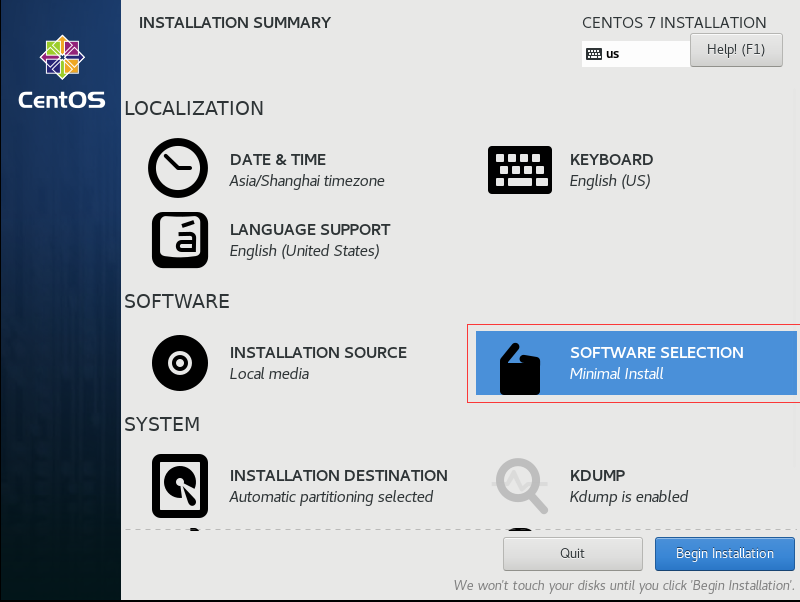 INSTALLATION SUMMARY
CENTOS 7 INSTALLATION
us
Help! (F1)
CentOS
LOCALIZATION
DATE & TIME
Asia/Shanghai timezone
KEYBOARD
English (US)
á
LANGUAGE SUPPORT
English (United States)
SOFTWARE
INSTALLATION SOURCE
Local media
SOFTWARE SELECTION
Minimal Install
SYSTEM
INSTALLATION DESTINATION
Automatic partitioning selected
KDUMP
Kdump is enabled
Quit
Begin Installation
We won't touch your disks until you click 'Begin Installation'.